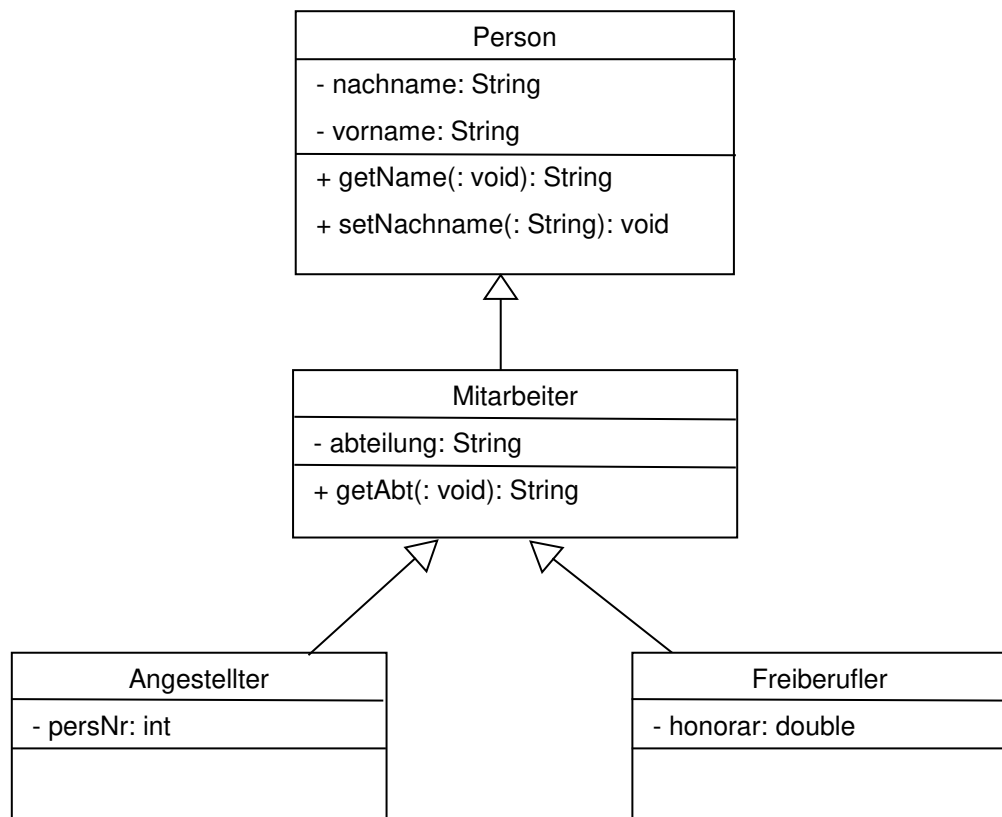 Person
- nachname: String
- vorname: String
+ getName(: void): String
+ setNachname(: String): void
Mitarbeiter
- abteilung: String
+ getAbt(: void): String
Angestellter
- persNr: int
Freiberufler
- honorar: double